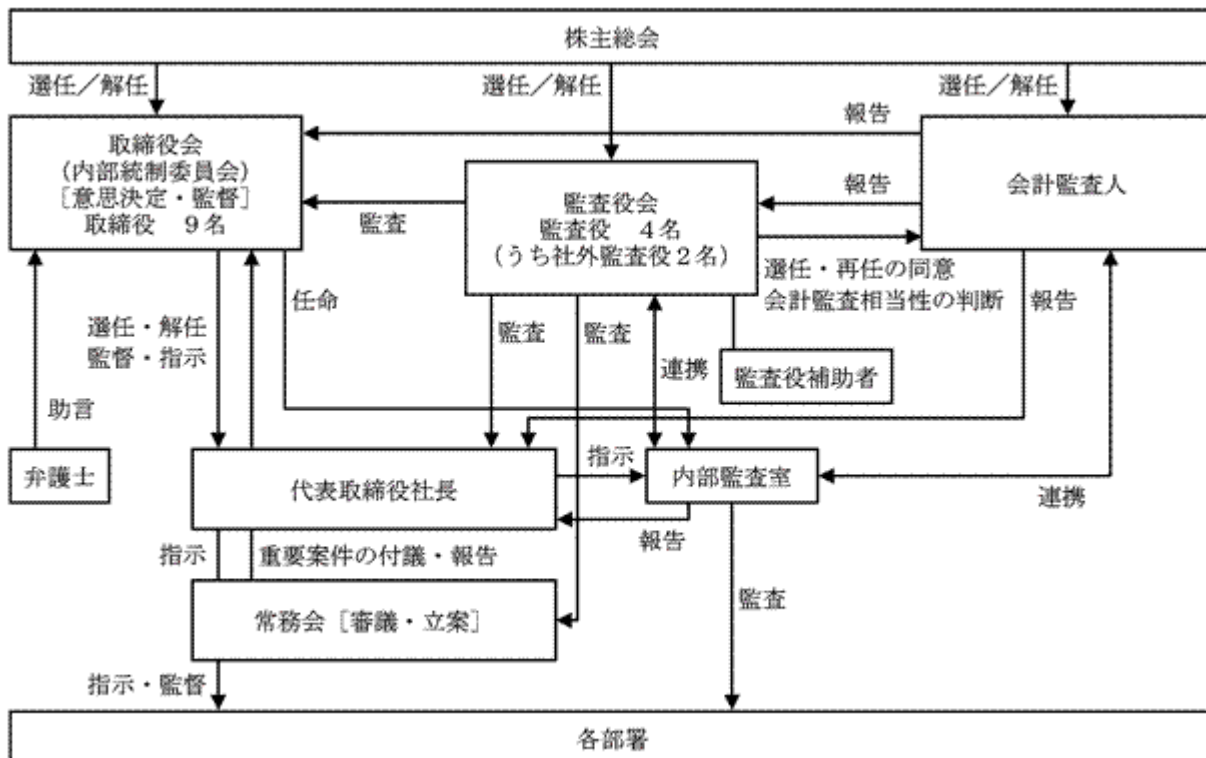 株主総会
選任／解任
選任／解任
選任／解任
報告
取締役会
(内部統制委員会)
［意思決定・監督］
取締役　９名
監査
監査役会
監査役　４名
(うち社外監査役２名)
報告
会計監査人
選任・再任の同意
会計監査相当性の判断
報告
選任・解任
監督・指示
任命
監査
監査
連携
監査役補助者
助言
弁護士
代表取締役社長
指示
内部監査室
連携
報告
指示
重要案件の付議・報告
常務会［審議・立案］
監査
指示・監督
各部署